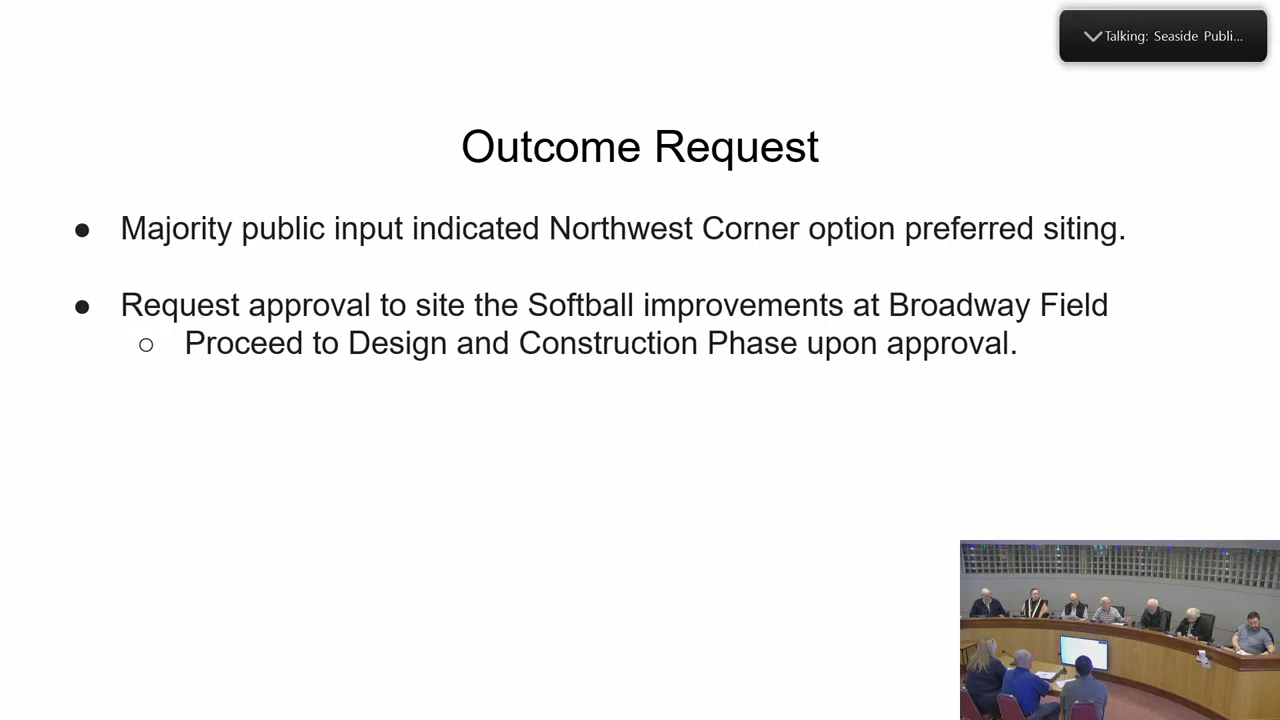 Talking: Seaside Publi...
Outcome Request
● Majority public input indicated Northwest Corner option preferred siting.
● Request approval to site the Softball improvements at Broadway Field
○ Proceed to Design and Construction Phase upon approval.